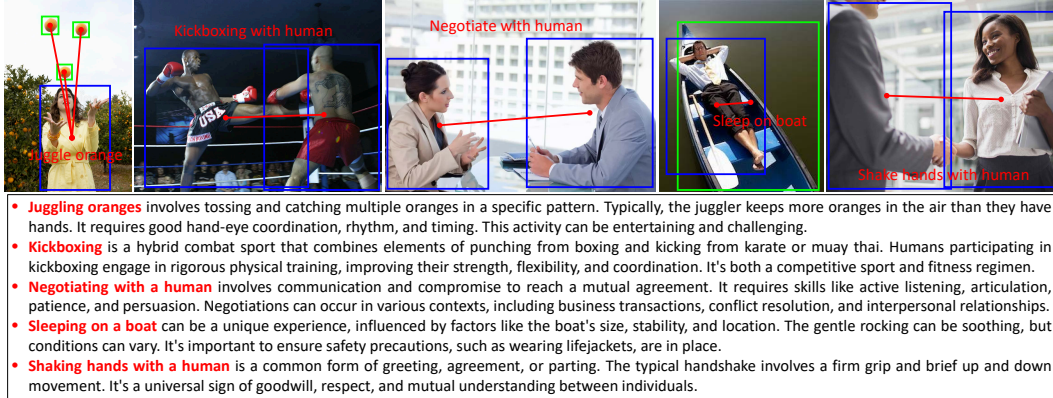 Kickboxing with human
Negotiate with human
Sleep on boat
Juggle orange
Shake hands with human
USA
• Juggling oranges involves tossing and catching multiple oranges in a specific pattern. Typically, the juggler keeps more oranges in the air than they have
hands. It requires good hand-eye coordination, rhythm, and timing. This activity can be entertaining and challenging.
• Kickboxing is a hybrid combat sport that combines elements of punching from boxing and kicking from karate or muay thai. Humans participating in
kickboxing engage in rigorous physical training, improving their strength, flexibility, and coordination. It's both a competitive sport and fitness regimen.
• Negotiating with a human involves communication and compromise to reach a mutual agreement. It requires skills like active listening, articulation,
patience, and persuasion. Negotiations can occur in various contexts, including business transactions, conflict resolution, and interpersonal relationships.
• Sleeping on a boat can be a unique experience, influenced by factors like the boat's size, stability, and location. The gentle rocking can be soothing, but
conditions can vary. It's important to ensure safety precautions, such as wearing lifejackets, are in place.
• Shaking hands with a human is a common form of greeting, agreement, or parting. The typical handshake involves a firm grip and brief up and down
movement. It's a universal sign of goodwill, respect, and mutual understanding between individuals.